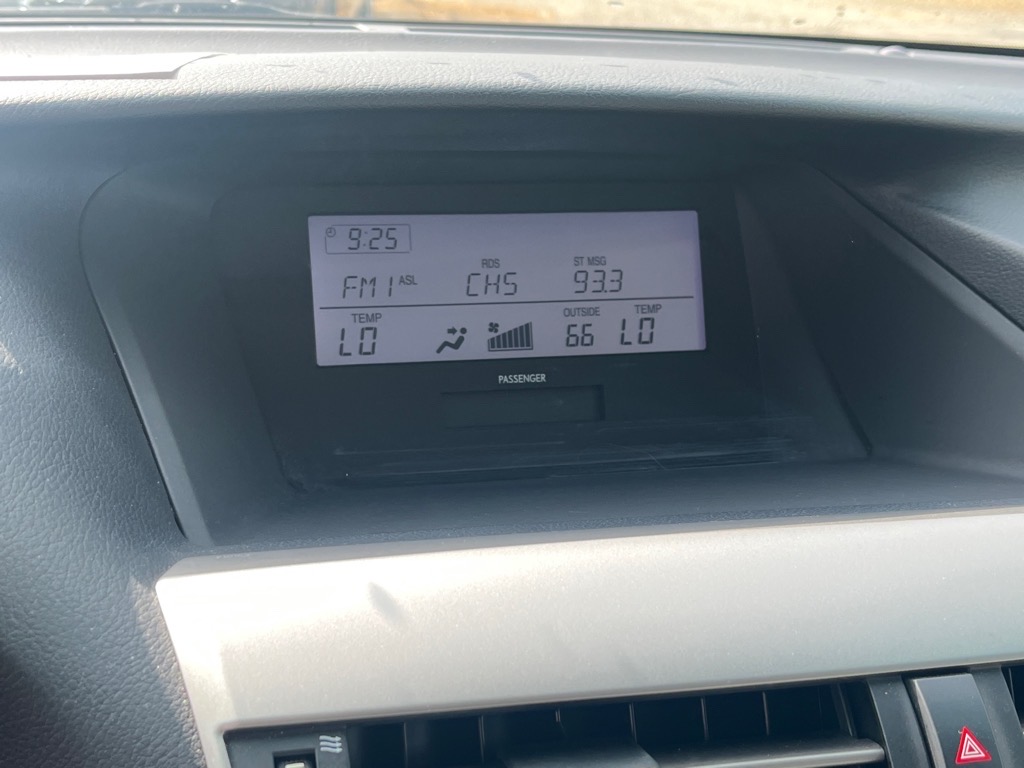 9:25
RDS ST MSG
FM1 ASL CHS 93.3
TEMP OUTSIDE TEMP
LO 66 LO
PASSENGER